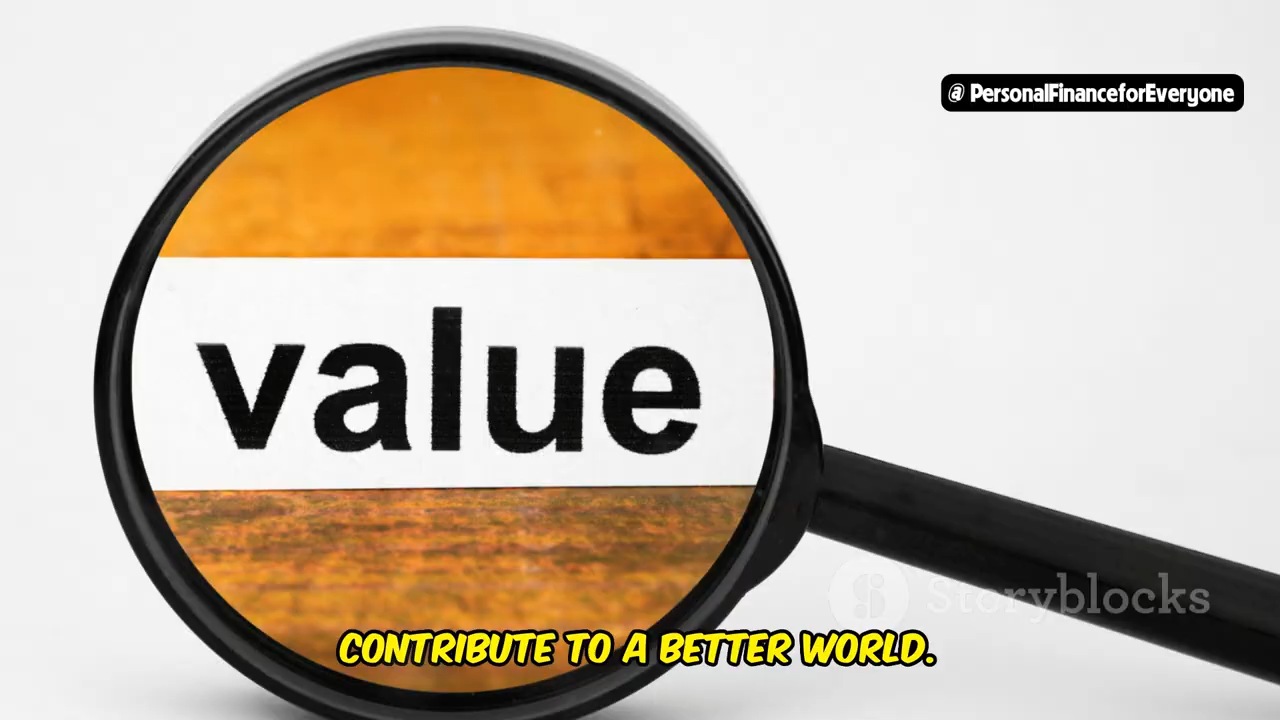 @ PersonalFinanceforEveryone
value
Storyblocks
CONTRIBUTE TO A BETTER WORLD.